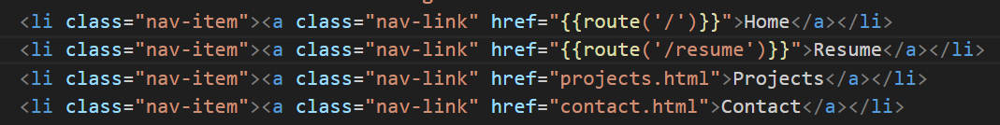 <li class="nav-item"><a class="nav-link" href="{{route('/')}}">Home</a></li>
<li class="nav-item"><a class="nav-link" href="{{route('/resume')}}">Resume</a></li>
<li class="nav-item"><a class="nav-link" href="projects.html">Projects</a></li>
<li class="nav-item"><a class="nav-link" href="contact.html">Contact</a></li>